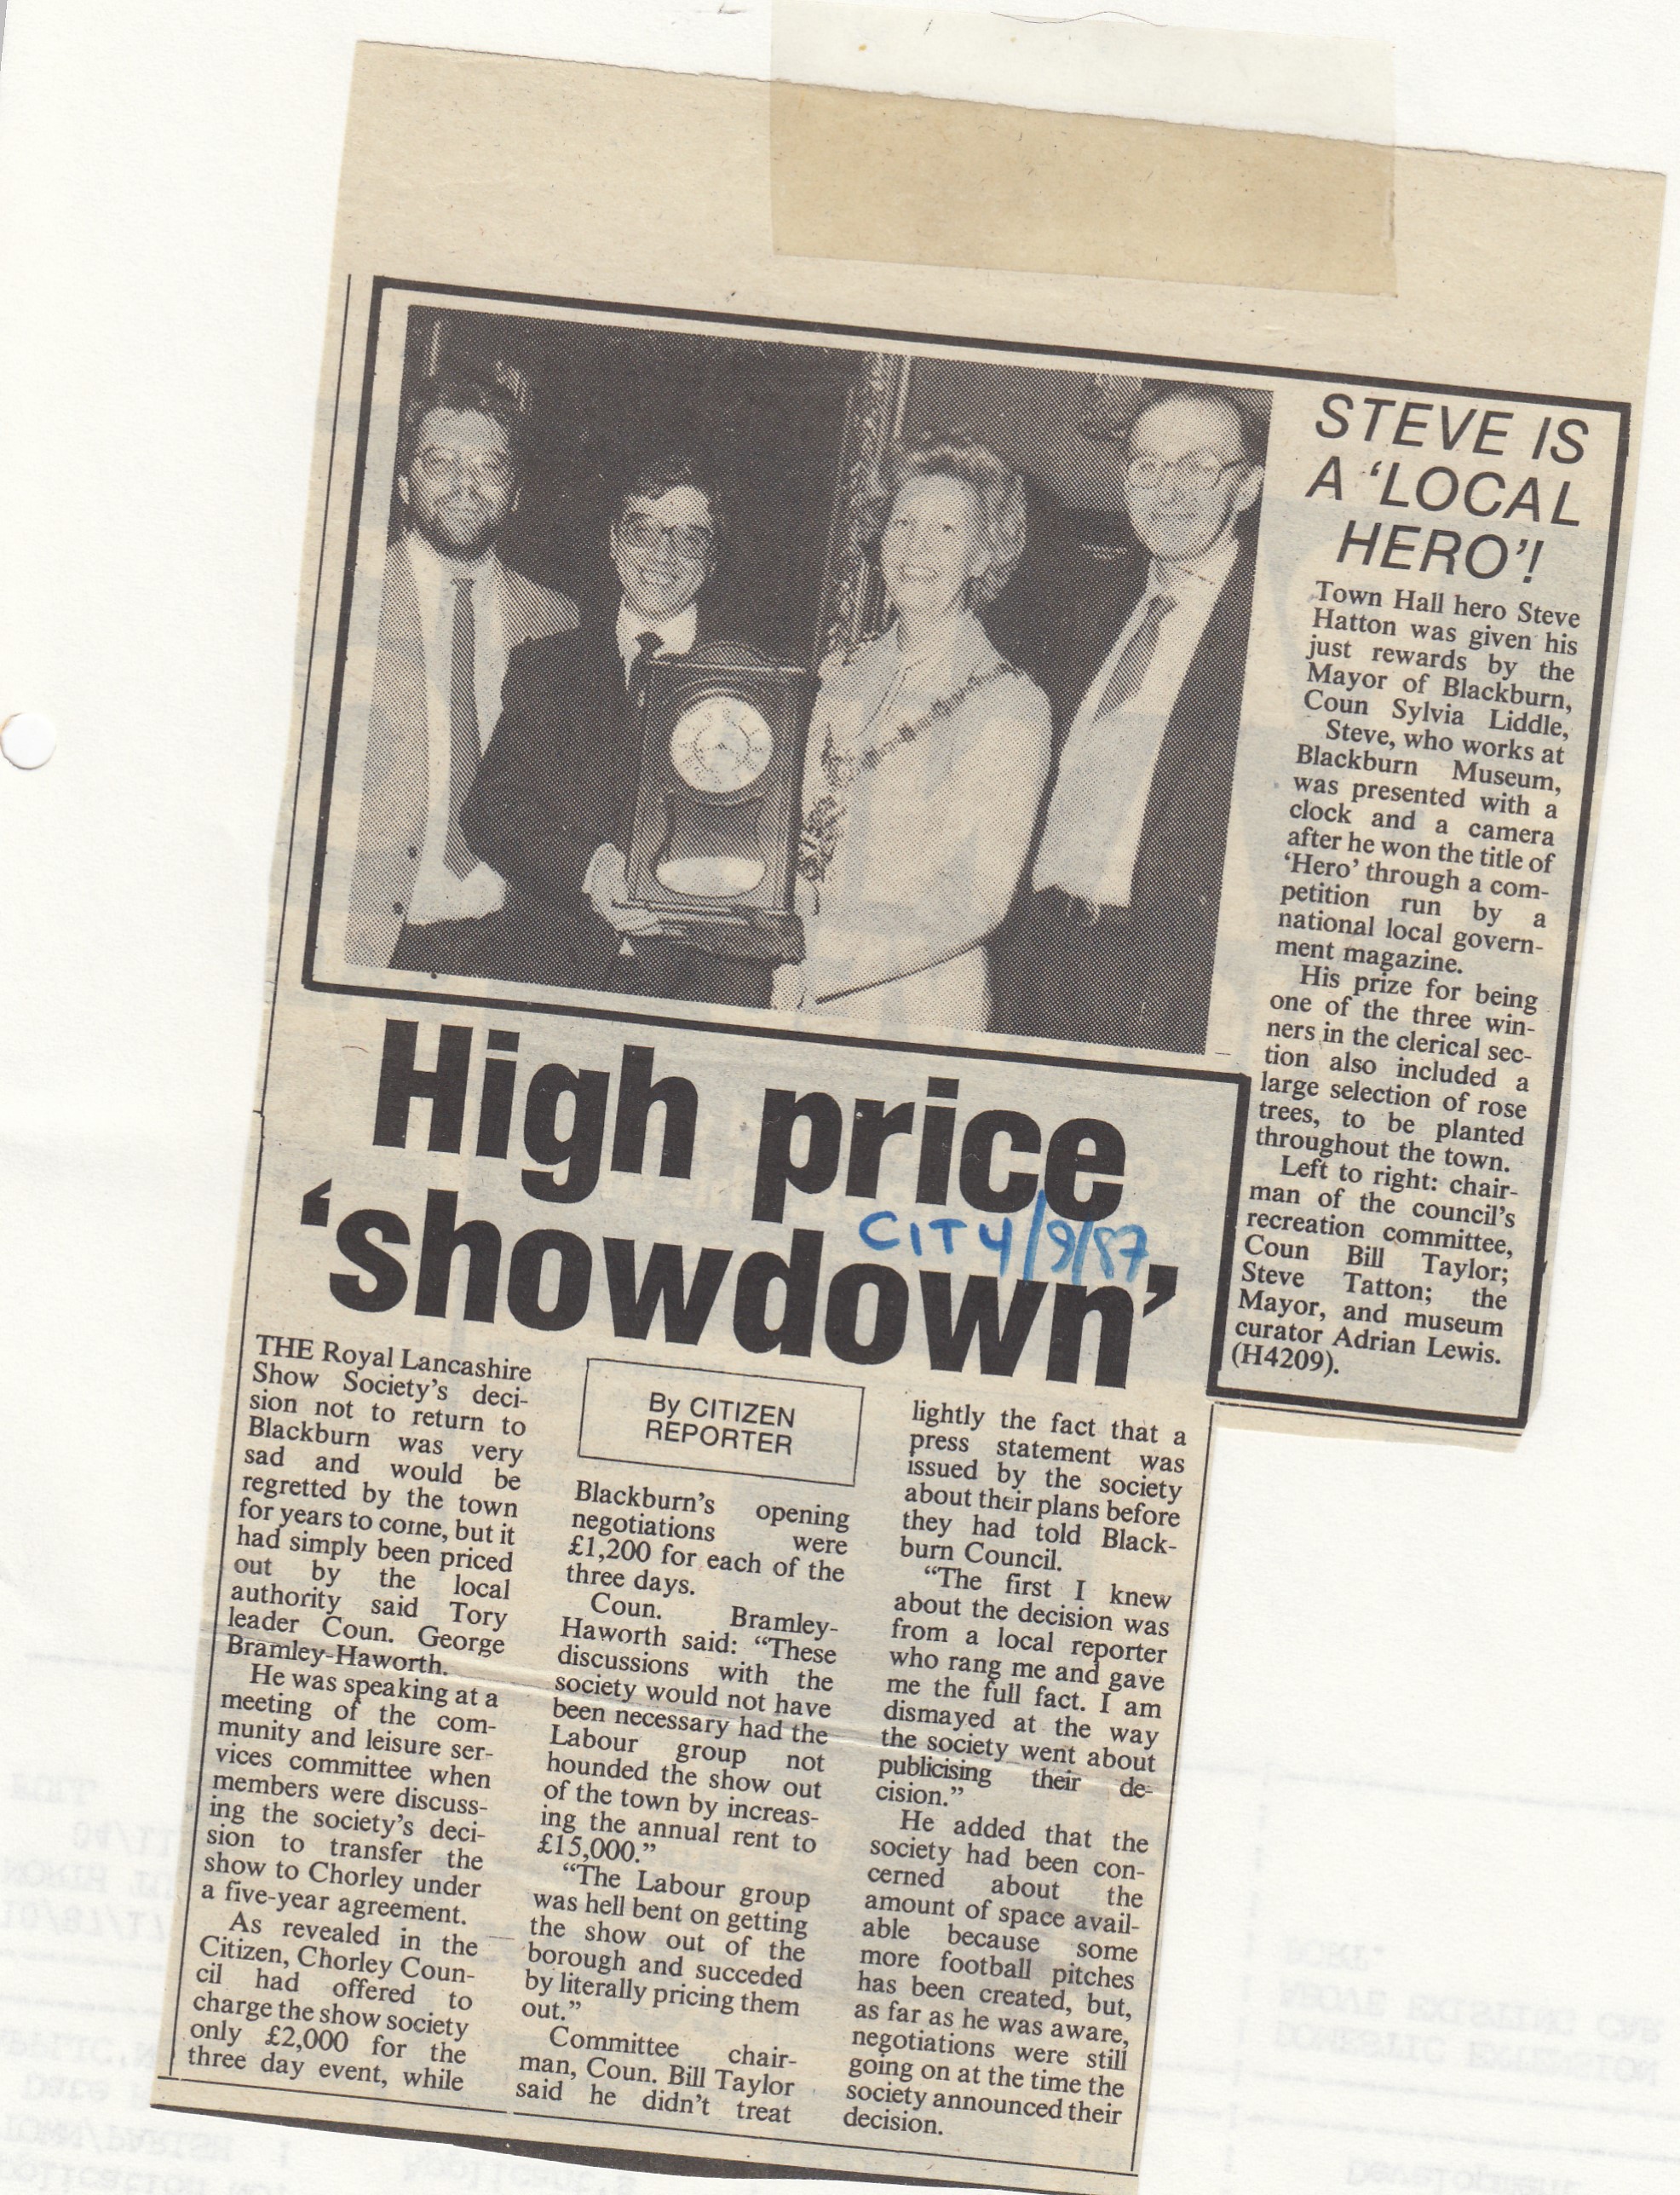 STEVE IS
A ‘LOCAL
HERO’!
Town Hall hero Steve
Hatton was given his
just rewards by the
Mayor of Blackburn,
Coun Sylvia Liddle,
Steve, who works at
Blackburn Museum,
was presented with a
clock and a camera
after he won the title of
‘Hero’ through a com-
petition run by a
national local govern-
ment magazine.
His prize for being
one of the three win-
ners in the clerical sec-
tion also included a
large selection of rose
trees, to be planted
throughout the town.
Left to right: chair-
man of the council's
recreation committee,
Coun Bill Taylor;
Steve Tatton; the
Mayor, and museum
curator Adrian Lewis.
(H4209).
High price
‘showdown’
CIT 4/9/87
THE Royal Lancashire
Show Society's deci-
sion not to return to
Blackburn was very
sad and would be
regretted by the town
for years to come, but it
had simply been priced
out by the local
authority said Tory
leader Coun. George
Bramley-Haworth.
He was speaking at a
meeting of the com-
munity and leisure ser-
vices committee when
members were discuss-
ing the society's deci-
sion to transfer the
show to Chorley under
a five-year agreement.
As revealed in the
Citizen, Chorley Coun-
cil had offered to
charge the show society
only £2,000 for the
three day event, while
By CITIZEN
REPORTER
Blackburn's opening
negotiations were
£1,200 for each of the
three days.
Coun. Bramley-
Haworth said: “These
discussions with the
society would not have
been necessary had the
Labour group not
hounded the show out
of the town by increas-
ing the annual rent to
£15,000.”
“The Labour group
was hell bent on getting
the show out of the
borough and succeded
by literally pricing them
out.”
Committee chair-
man, Coun. Bill Taylor
said he didn't treat
lightly the fact that a
press statement was
issued by the society
about their plans before
they had told Black-
burn Council.
“The first I knew
about the decision was
from a local reporter
who rang me and gave
me the full fact. I am
dismayed at the way
the society went about
publicising their de-
cision.”
He added that the
society had been con-
cerned about the
amount of space avail-
able because some
more football pitches
has been created, but,
as far as he was aware,
negotiations were still
going on at the time the
society announced their
decision.